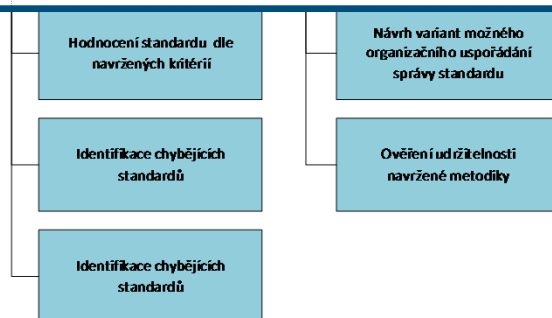 Hodnocení standardu dle
navržených kritérií
Identifikace chybějících
standardů
Identifikace chybějících
standardů
Návrh variant možného
organizačního uspořádání
správy standardu
Ověření udržitelnosti
navržené metodiky